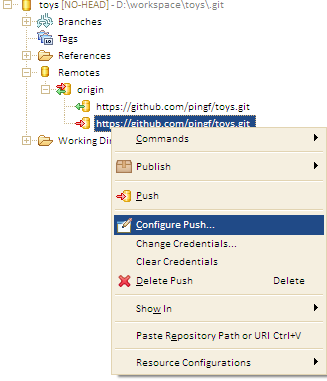 toys [NO-HEAD] - D:\workspace\toys\.git
Branches
Tags
References
Remotes
origin
https://github.com/pingf/toys.git
https://github.com/pingf/toys.git
Working Dir
Commands
Publish
Push
Configure Push...
Change Credentials...
Clear Credentials
Delete Push Delete
Show In
Paste Repository Path or URI Ctrl+V
Resource Configurations